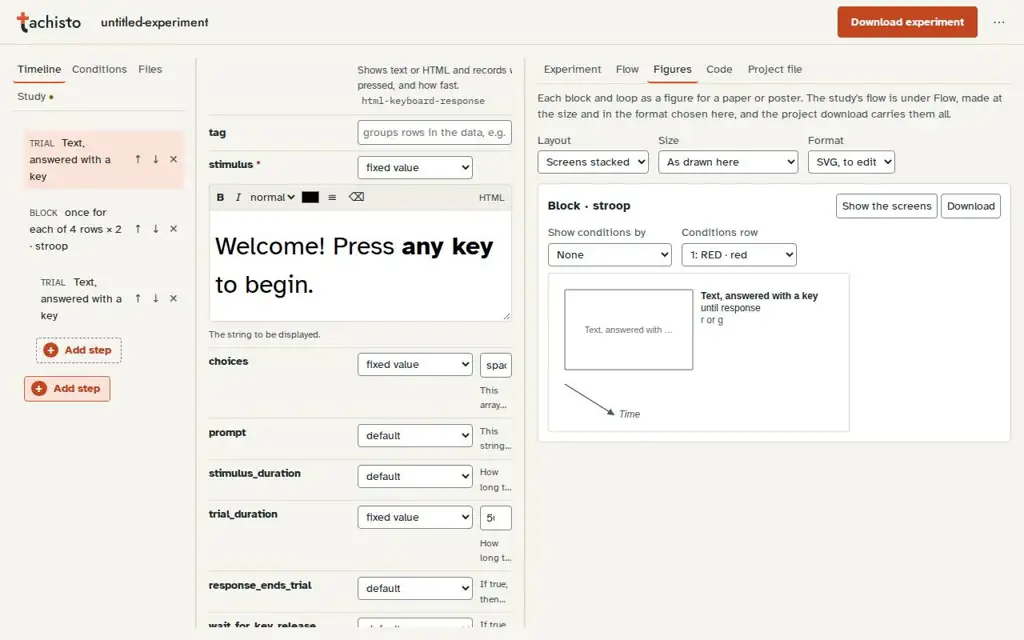 tachisto
untitled-experiment
Download experiment
Timeline
Conditions
Files
Study
TRIAL Text,
answered with a
key
↑ ↓ ✕
BLOCK once for
each of 4 rows × 2
· stroop
↑ ↓ ✕
TRIAL Text,
answered with a
key
↑ ↓ ✕
+ Add step
+ Add step
Shows text or HTML and records
pressed, and how fast.
html-keyboard-response
tag
groups rows in the data, e.g.
stimulus *
fixed value
B I normal ≡ ⌫ HTML
Welcome! Press any key
to begin.
The string to be displayed.
choices
fixed value
This
array...
prompt
default
This
string...
stimulus_duration
default
How
long t...
trial_duration
fixed value
How
long t...
response_ends_trial
default
If true,
then...
wait_for_key_release
If true
Experiment
Flow
Figures
Code
Project file
Each block and loop as a figure for a paper or poster. The study's flow is under Flow, made at
the size and in the format chosen here, and the project download carries them all.
Layout
Size
Format
Screens stacked
As drawn here
SVG, to edit
Block · stroop
Show the screens
Download
Show conditions by
Conditions row
None
1: RED · red
Text, answered with ...
Text, answered with a key
until response
r or g
Time